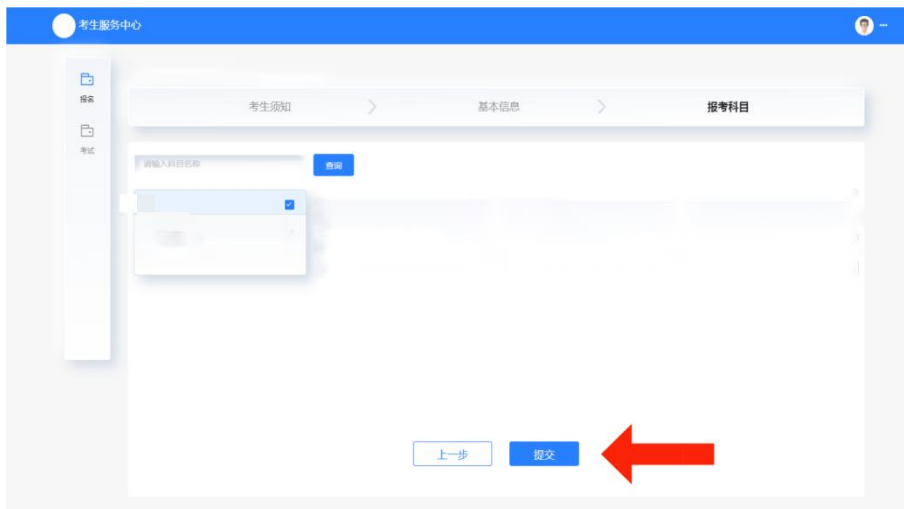 考生服务中心
报名
考试
考生须知
基本信息
报考科目
请输入科目名称
查询
上一步
提交